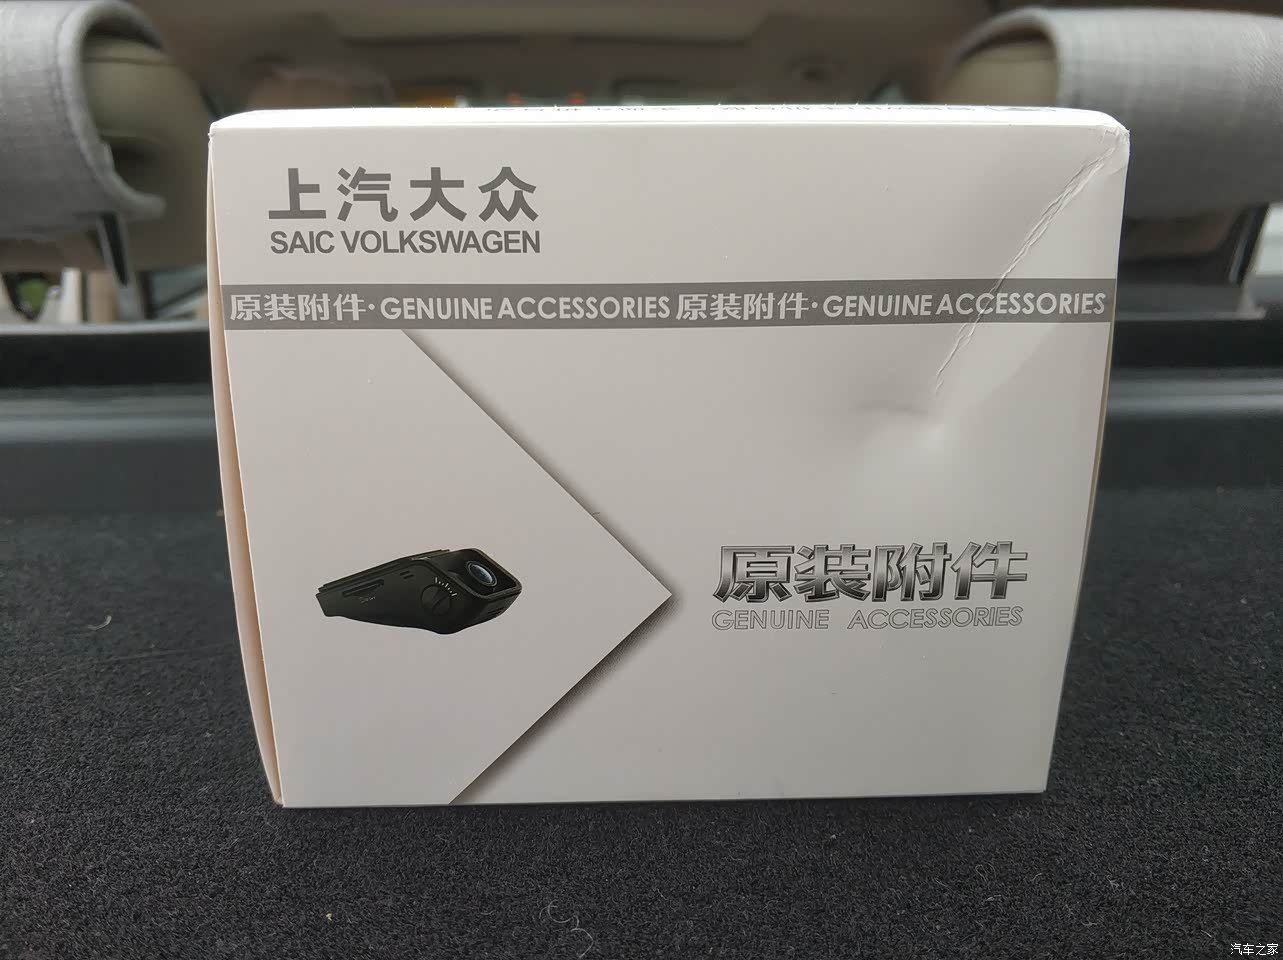 上汽大众
SAIC VOLKSWAGEN
原装附件·GENUINE ACCESSORIES 原装附件·GENUINE ACCESSORIES
原装附件
GENUINE ACCESSORIES
汽车之家